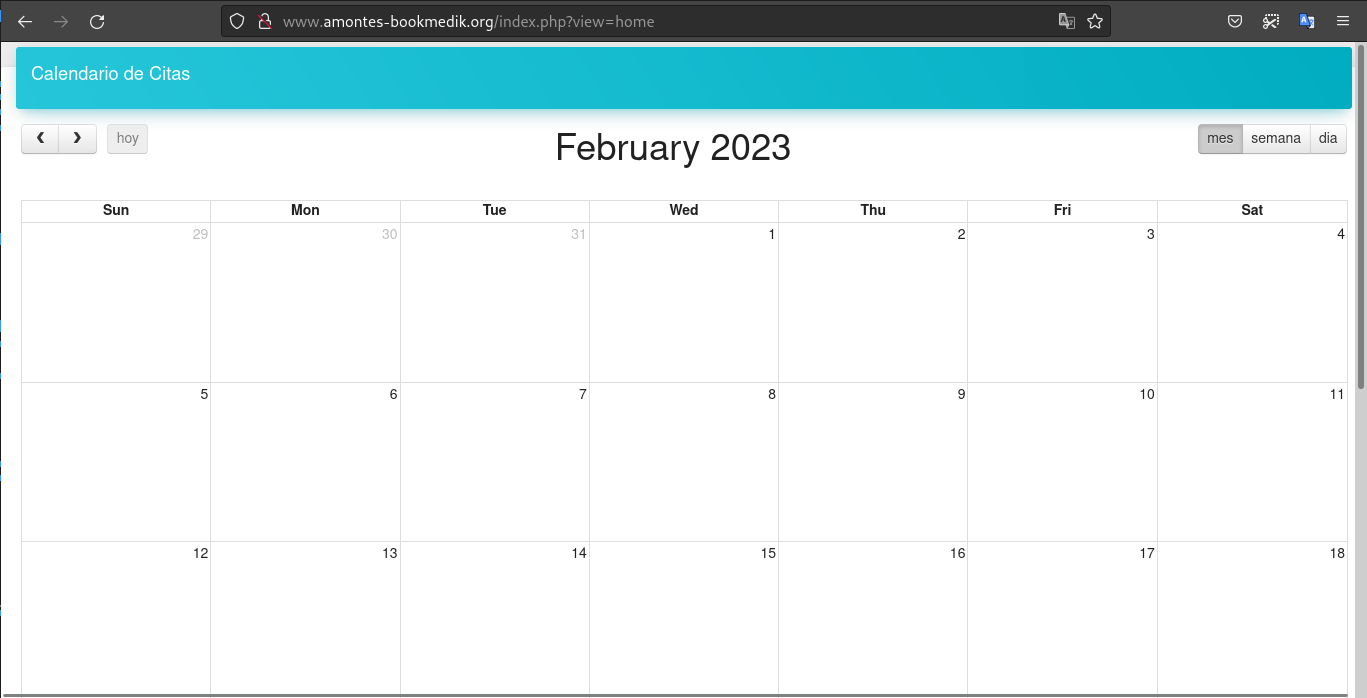 www.amontes-bookmedik.org/index.php?view=home
Calendario de Citas
hoy
February 2023
mes semana dia
Sun Mon Tue Wed Thu Fri Sat
29 30 31 1 2 3 4
5 6 7 8 9 10 11
12 13 14 15 16 17 18